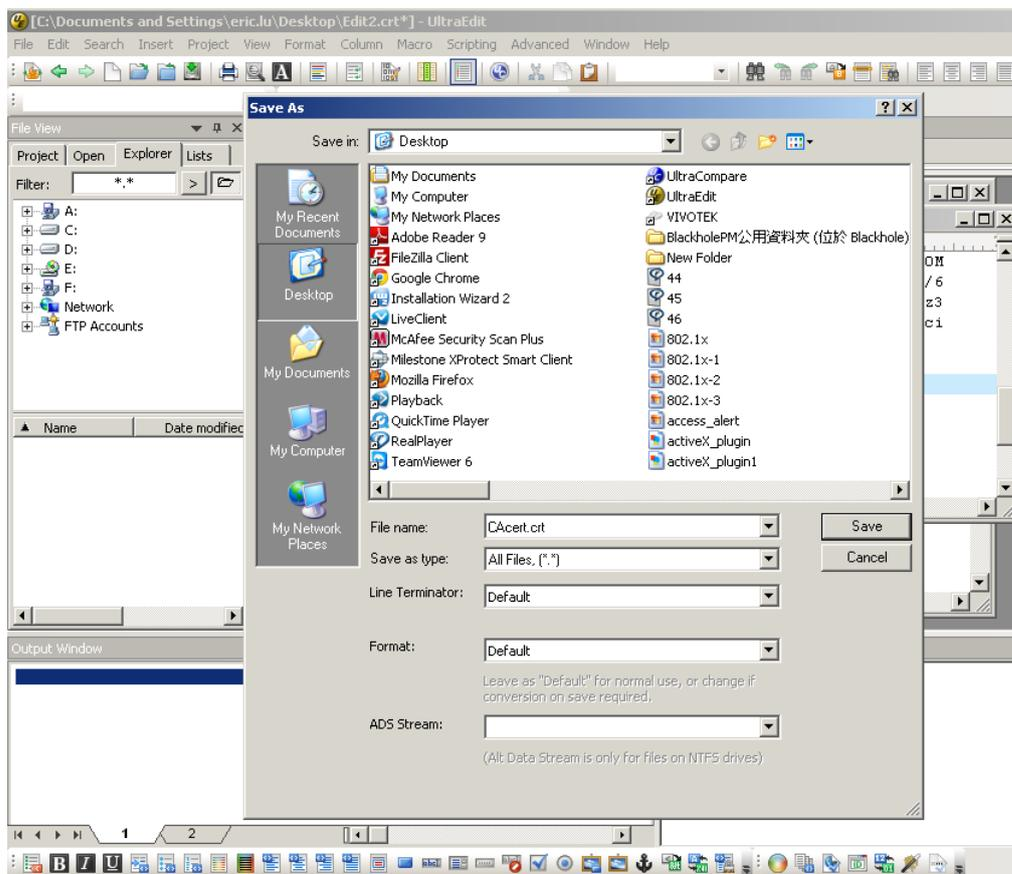 [C:\Documents and Settings\eric.lu\Desktop\Edit2.crt*] - UltraEdit
File Edit Search Insert Project View Format Column Macro Scripting Advanced Window Help
File View
Project Open Explorer Lists
Filter: *.* >
A:
C:
D:
E:
F:
Network
FTP Accounts
Name Date modified
Save As
Save in: Desktop
My Recent Documents
Desktop
My Documents
My Computer
My Network Places
My Documents
My Computer
My Network Places
Adobe Reader 9
FileZilla Client
Google Chrome
Installation Wizard 2
LiveClient
McAfee Security Scan Plus
Milestone XProtect Smart Client
Mozilla Firefox
Playback
QuickTime Player
RealPlayer
TeamViewer 6
UltraCompare
UltraEdit
VIVOTEK
BlackholePM公用資料夾 (位於 Blackhole)
New Folder
44
45
46
802.1x
802.1x-1
802.1x-2
802.1x-3
access_alert
activeX_plugin
activeX_plugin1
File name: CAcert.crt Save
Save as type: All Files, (*.*) Cancel
Line Terminator: Default
Format: Default
Leave as "Default" for normal use, or change if
conversion on save required.
ADS Stream:
(Alt Data Stream is only for files on NTFS drives)
OM
/6
z3
ci
Output Window
1 2
B I U